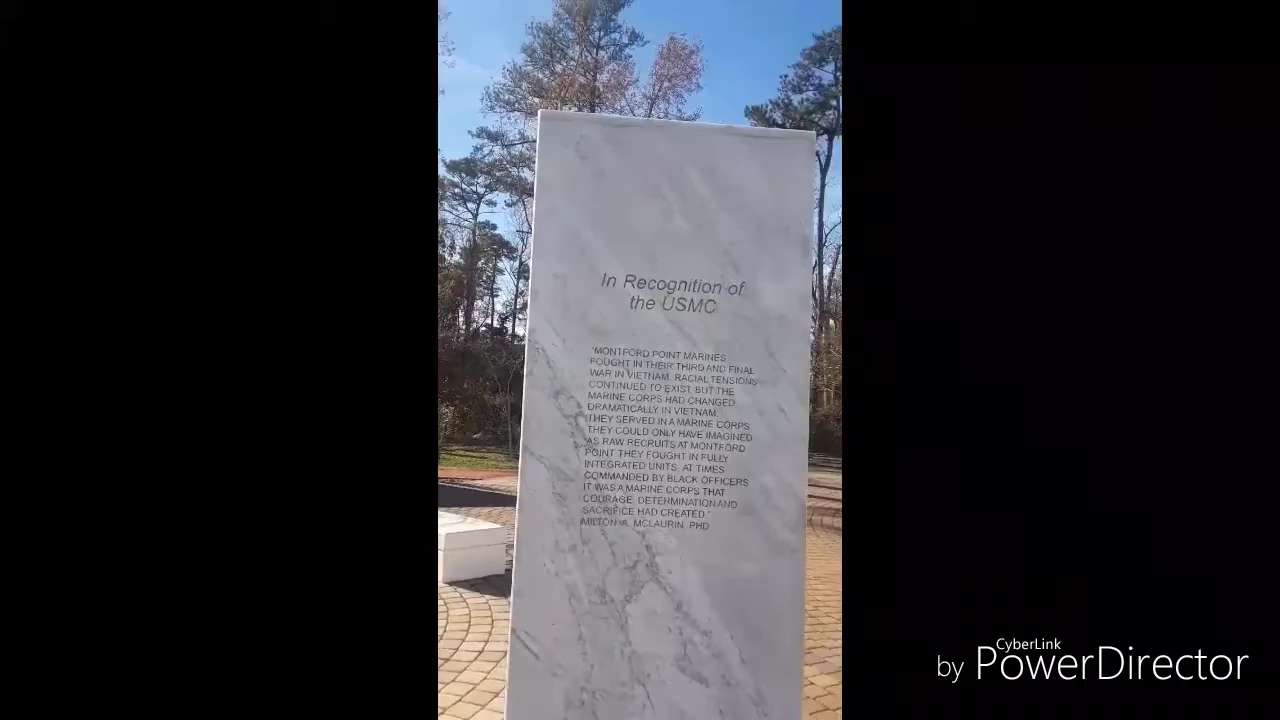 In Recognition of
the USMC
"MONTFORD POINT MARINES
FOUGHT IN THEIR THIRD AND FINAL
WAR IN VIETNAM. RACIAL TENSIONS
CONTINUED TO EXIST, BUT THE
MARINE CORPS HAD CHANGED
DRAMATICALLY IN VIETNAM.
THEY SERVED IN A MARINE CORPS
THEY COULD ONLY HAVE IMAGINED
AS RAW RECRUITS AT MONTFORD
POINT THEY FOUGHT IN FULLY
INTEGRATED UNITS, AT TIMES
COMMANDED BY BLACK OFFICERS
IT WAS A MARINE CORPS THAT
COURAGE, DETERMINATION AND
SACRIFICE HAD CREATED."
MILTON A. MCLAURIN, PHD
CyberLink
by PowerDirector